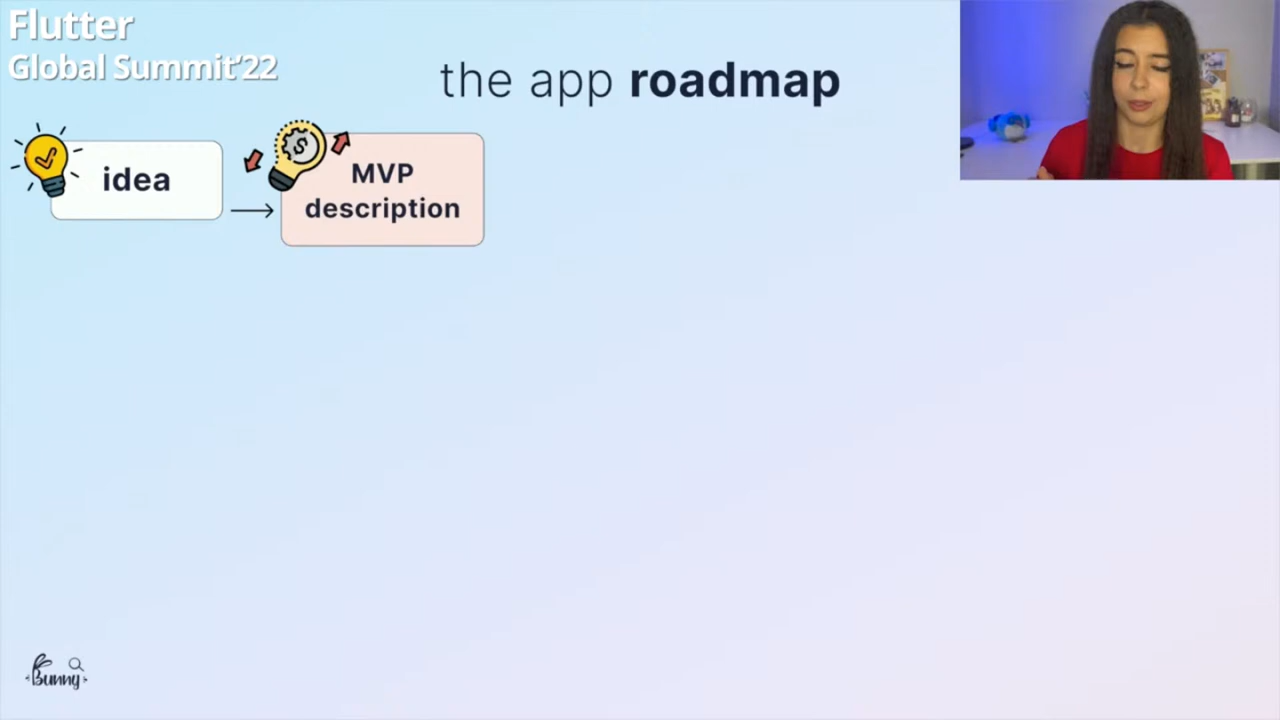 Flutter
Global Summit'22
the app roadmap
idea
MVP
description
Bunny